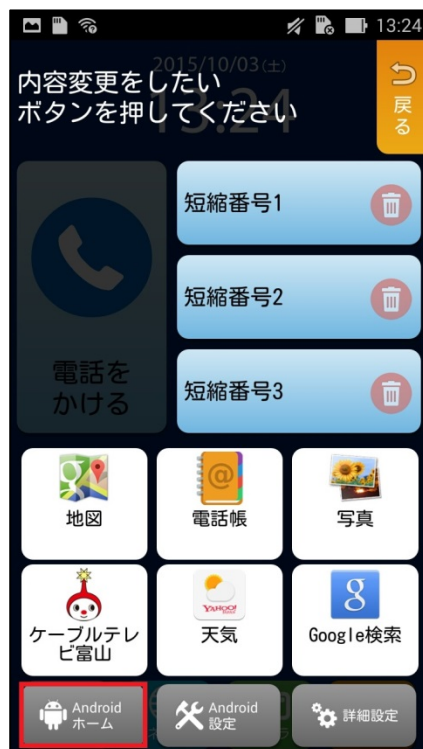 13:24
2015/10/03(土)
13:24
内容変更をしたい
ボタンを押してください
戻る
短縮番号1
短縮番号2
短縮番号3
電話を
かける
地図
電話帳
写真
ケーブルテレ
ビ富山
YAHOO!
天気
Google検索
Android
ホーム
Android
設定
詳細設定